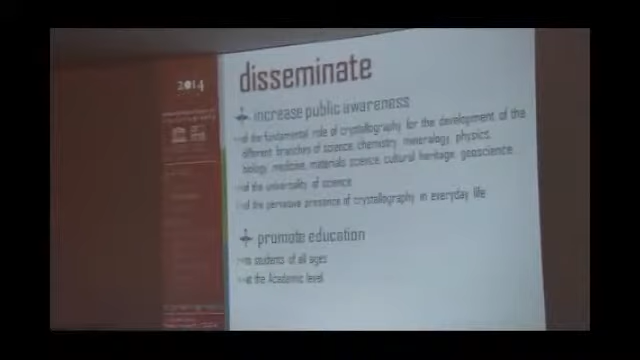 2014
disseminate
increase public awareness
of the fundamental role of crystallography for the development of the
different branches of science, chemistry, mineralogy, physics,
biology, medicine, materials science, cultural heritage, geoscience
of the universality of science
of the pervasive presence of crystallography in everyday life
promote education
to students of all ages
at the Academic level